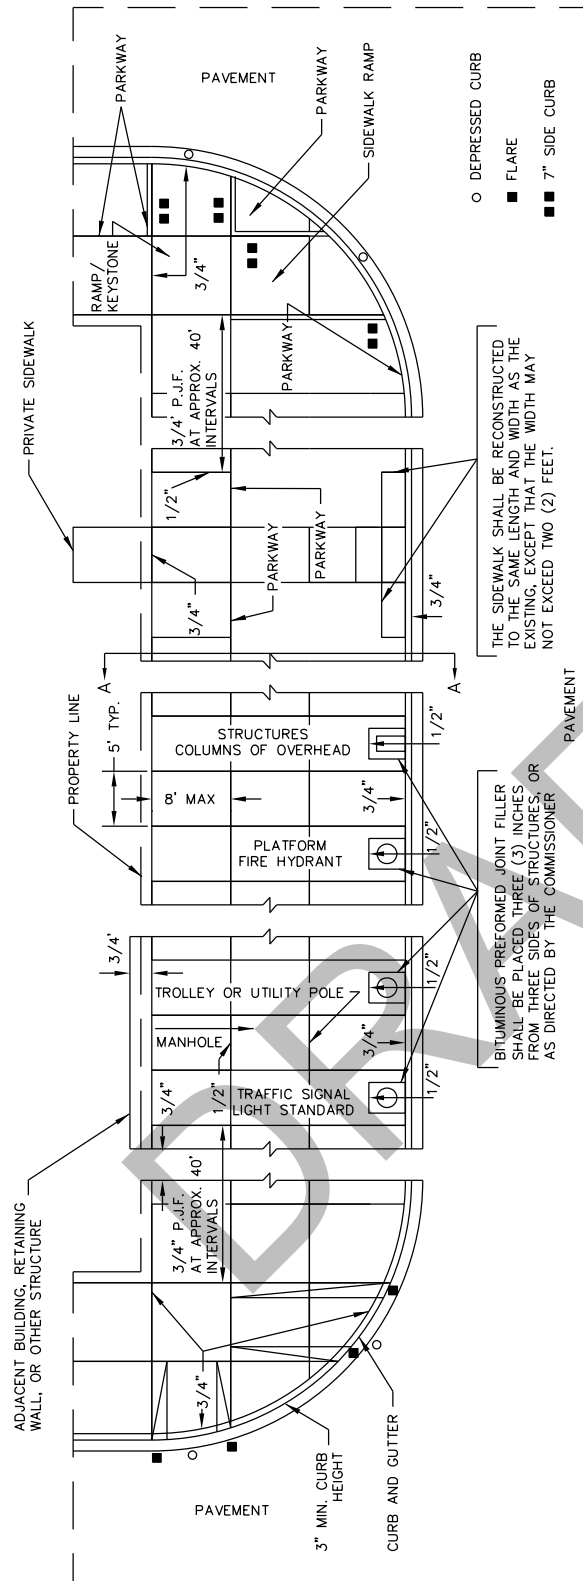 ADJACENT BUILDING, RETAINING
WALL, OR OTHER STRUCTURE
PROPERTY LINE
PRIVATE SIDEWALK
PARKWAY
RAMP/
KEYSTONE
PARKWAY
SIDEWALK RAMP
PAVEMENT
3/4"
3/4' P.J.F.
AT APPROX. 40'
INTERVALS
PARKWAY
1/2"
3/4"
PARKWAY
PARKWAY
3/4"
A
A
5' TYP.
8' MAX
STRUCTURES
COLUMNS OF OVERHEAD
3/4"
1/2"
PLATFORM
FIRE HYDRANT
1/2"
3/4'
TROLLEY OR UTILITY POLE
1/2"
MANHOLE
3/4"
3/4"
1/2"
TRAFFIC SIGNAL
LIGHT STANDARD
1/2"
3/4" P.J.F.
AT APPROX. 40'
INTERVALS
3/4"
PAVEMENT
3" MIN. CURB
HEIGHT
CURB AND GUTTER
BITUMINOUS PREFORMED JOINT FILLER
SHALL BE PLACED THREE (3) INCHES
FROM THREE SIDES OF STRUCTURES, OR
AS DIRECTED BY THE COMMISSIONER
PAVEMENT
THE SIDEWALK SHALL BE RECONSTRUCTED
TO THE SAME LENGTH AND WIDTH AS THE
EXISTING, EXCEPT THAT THE WIDTH MAY
NOT EXCEED TWO (2) FEET.
DEPRESSED CURB
FLARE
7" SIDE CURB
DRAF